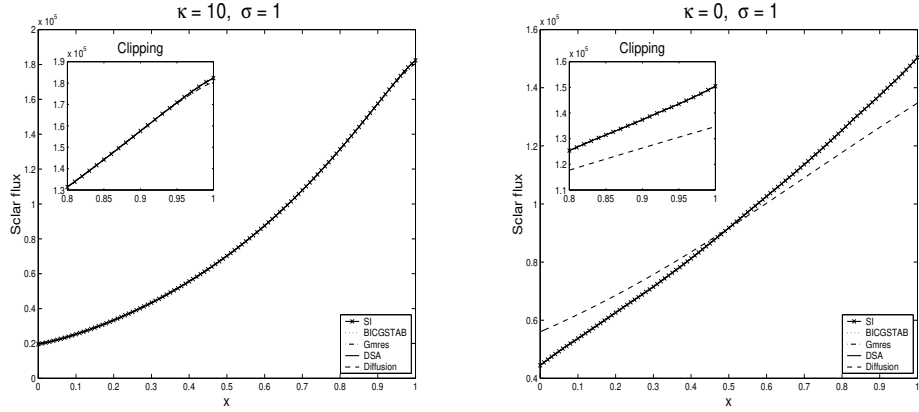 κ = 10, σ = 1
x 10^5
2
1.8
1.6
1.4
1.2
1
0.8
0.6
0.4
0.2
0
Sclar flux
0 0.1 0.2 0.3 0.4 0.5 0.6 0.7 0.8 0.9 1
x
Clipping
x 10^5
1.9
1.8
1.7
1.6
1.5
1.4
1.3
0.8 0.85 0.9 0.95 1
SI
BICGSTAB
Gmres
DSA
Diffusion
κ = 0, σ = 1
x 10^5
1.6
1.4
1.2
1
0.8
0.6
0.4
Sclar flux
0 0.1 0.2 0.3 0.4 0.5 0.6 0.7 0.8 0.9 1
x
Clipping
x 10^5
1.6
1.5
1.4
1.3
1.2
1.1
0.8 0.85 0.9 0.95 1
SI
BICGSTAB
Gmres
DSA
Diffusion